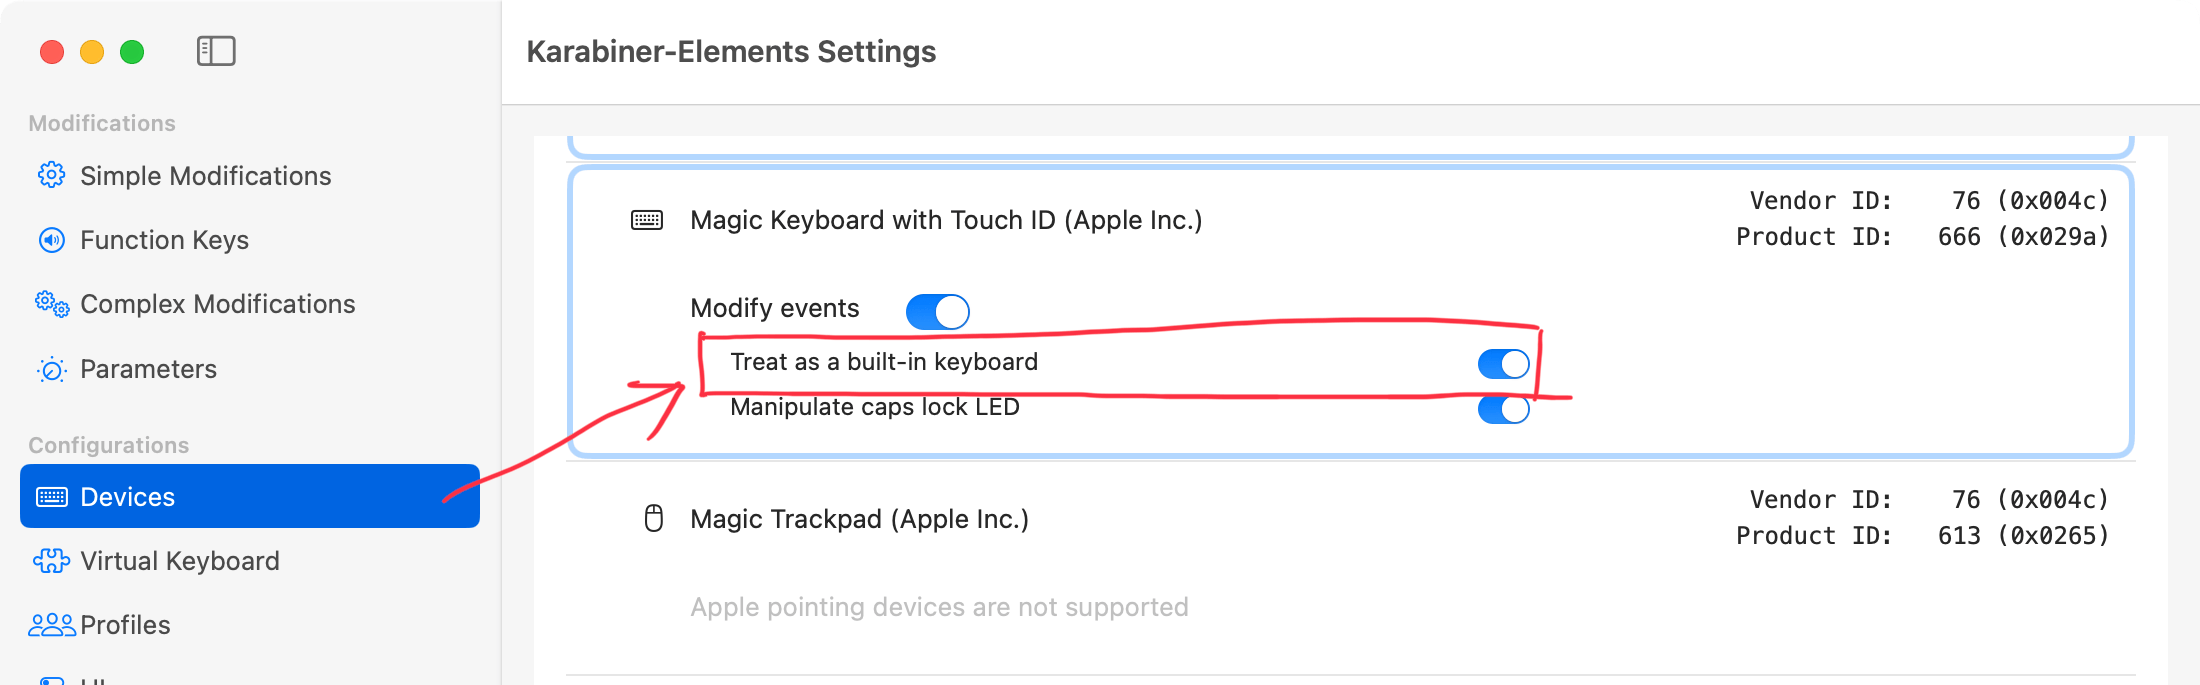 Karabiner-Elements Settings
Modifications
Simple Modifications
Function Keys
Complex Modifications
Parameters
Configurations
Devices
Virtual Keyboard
Profiles
Magic Keyboard with Touch ID (Apple Inc.)
Vendor ID: 76 (0x004c)
Product ID: 666 (0x029a)
Modify events
Treat as a built-in keyboard
Manipulate caps lock LED
Magic Trackpad (Apple Inc.)
Vendor ID: 76 (0x004c)
Product ID: 613 (0x0265)
Apple pointing devices are not supported